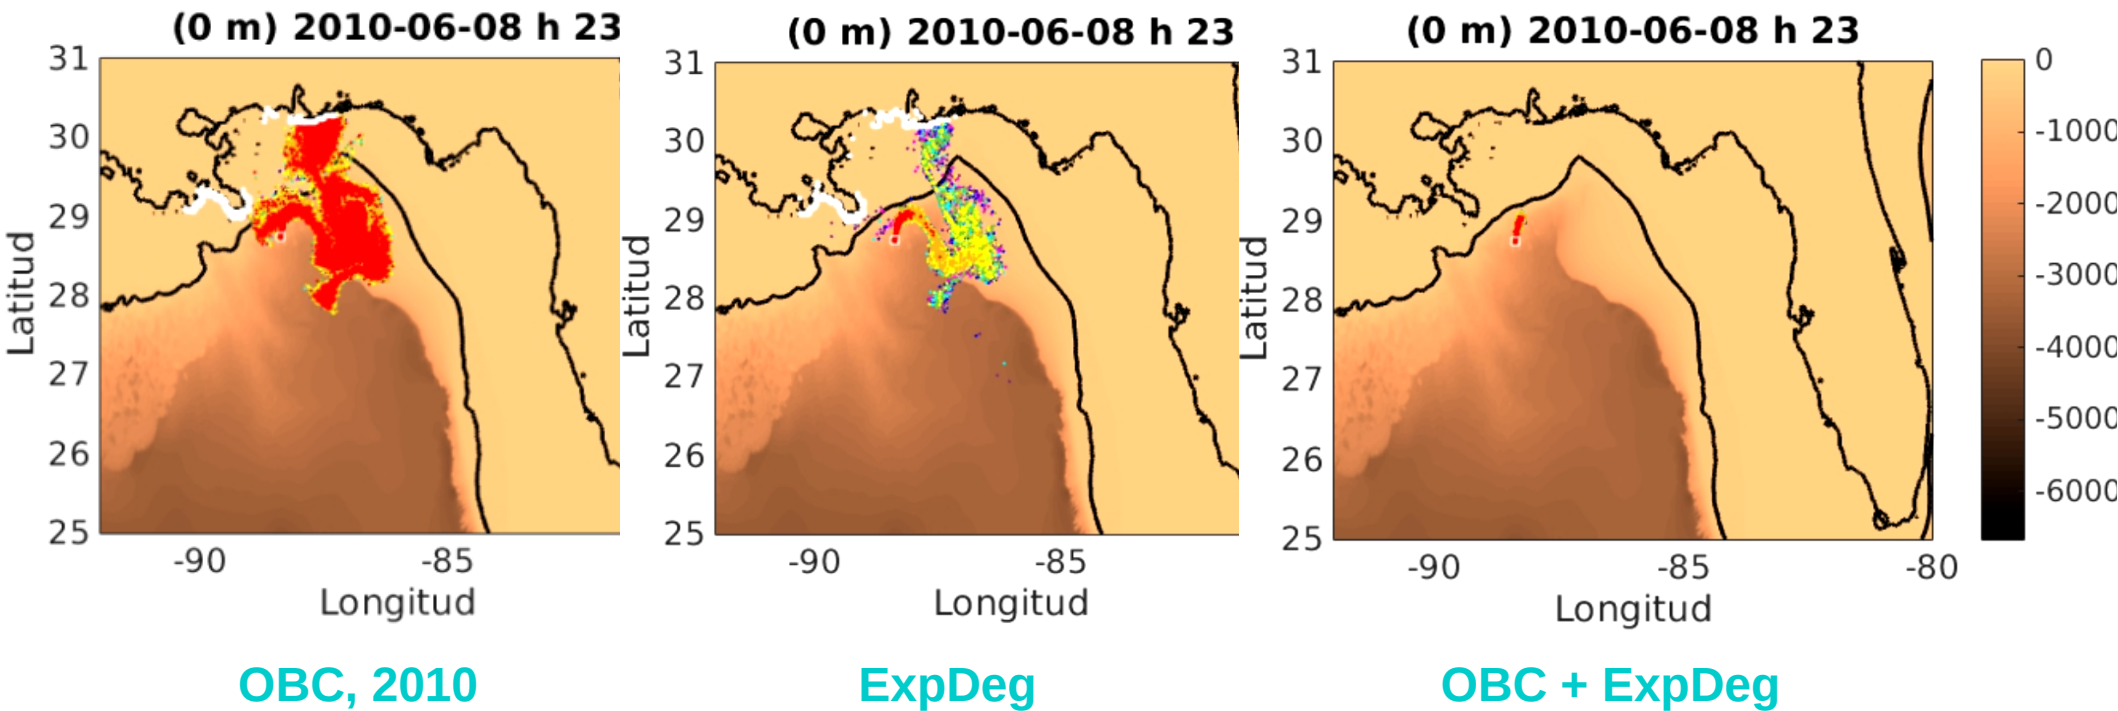 (0 m) 2010-06-08 h 23
31
30
29
28
27
26
25
-90
-85
Latitud
Longitud
OBC, 2010
(0 m) 2010-06-08 h 23
31
30
29
28
27
26
25
-90
-85
Latitud
Longitud
ExpDeg
(0 m) 2010-06-08 h 23
31
30
29
28
27
26
25
-90
-85
-80
Latitud
Longitud
OBC + ExpDeg
0
-1000
-2000
-3000
-4000
-5000
-6000